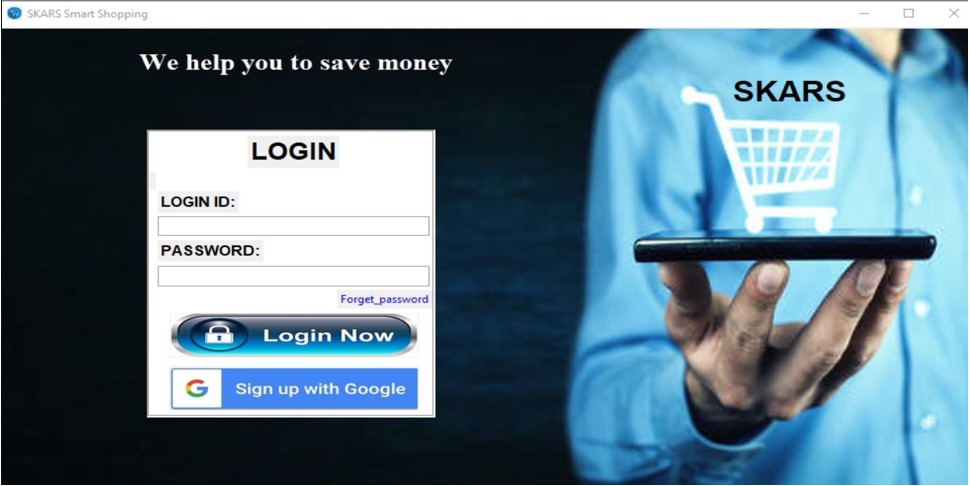 SKARS Smart Shopping
We help you to save money
SKARS
LOGIN
LOGIN ID:
PASSWORD:
Forget_password
Login Now
G Sign up with Google